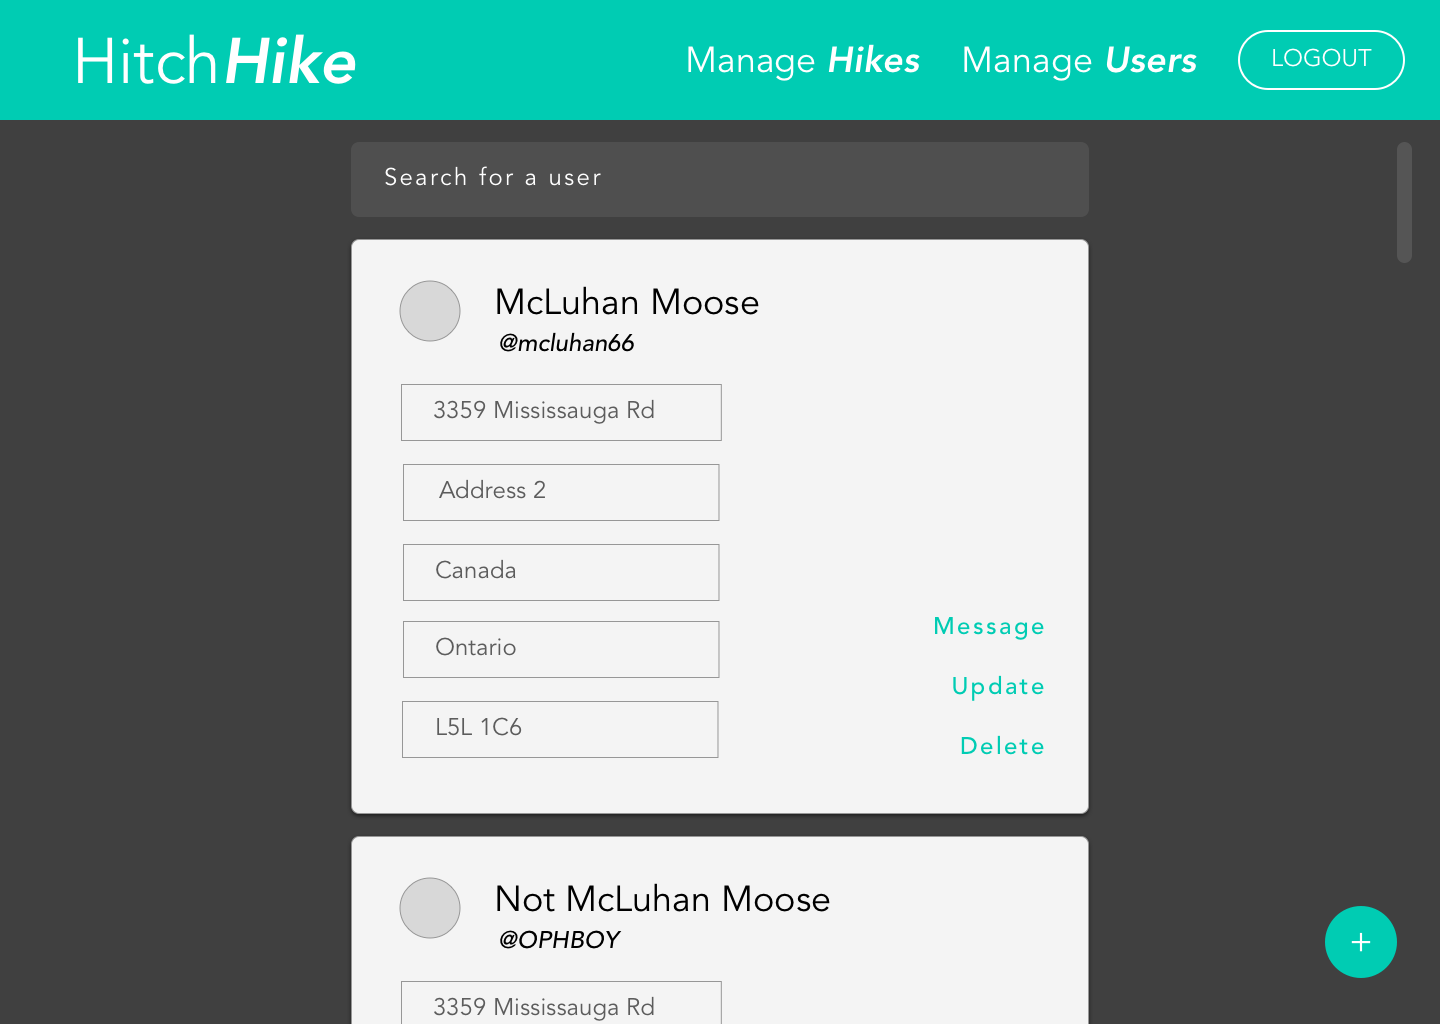 HitchHike
Manage Hikes
Manage Users
LOGOUT
Search for a user
McLuhan Moose
@mcluhan66
3359 Mississauga Rd
Address 2
Canada
Ontario
L5L 1C6
Message
Update
Delete
Not McLuhan Moose
@OPHBOY
3359 Mississauga Rd
+